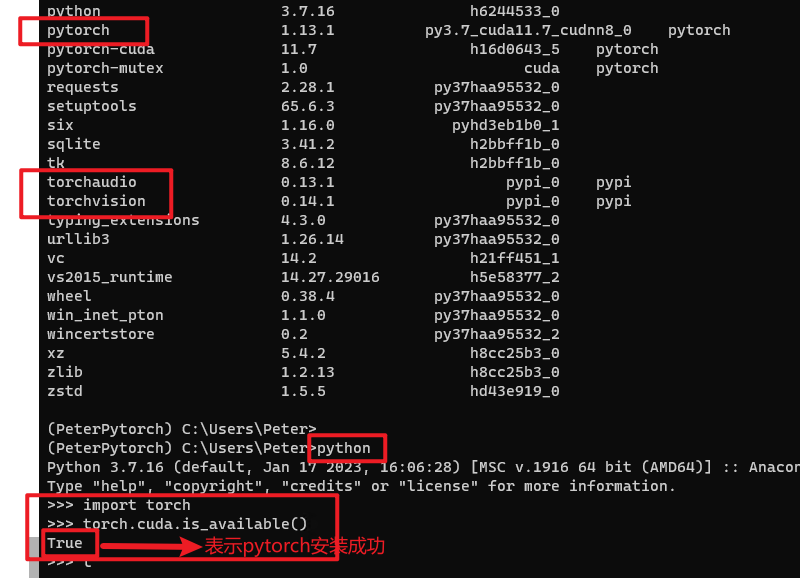 python 3.7.16 h6244533_0
pytorch 1.13.1 py3.7_cuda11.7_cudnn8_0 pytorch
pytorch-cuda 11.7 h16d0643_5 pytorch
pytorch-mutex 1.0 cuda pytorch
requests 2.28.1 py37haa95532_0
setuptools 65.6.3 py37haa95532_0
six 1.16.0 pyhd3eb1b0_1
sqlite 3.41.2 h2bbff1b_0
tk 8.6.12 h2bbff1b_0
torchaudio 0.13.1 pypi_0 pypi
torchvision 0.14.1 pypi_0 pypi
typing_extensions 4.3.0 py37haa95532_0
urllib3 1.26.14 py37haa95532_0
vc 14.2 h21ff451_1
vs2015_runtime 14.27.29016 h5e58377_2
wheel 0.38.4 py37haa95532_0
win_inet_pton 1.1.0 py37haa95532_0
wincertstore 0.2 py37haa95532_2
xz 5.4.2 h8cc25b3_0
zlib 1.2.13 h8cc25b3_0
zstd 1.5.5 hd43e919_0
(PeterPytorch) C:\Users\Peter>
(PeterPytorch) C:\Users\Peter>python
Python 3.7.16 (default, Jan 17 2023, 16:06:28) [MSC v.1916 64 bit (AMD64)] :: Anacon
Type "help", "copyright", "credits" or "license" for more information.
>>> import torch
>>> torch.cuda.is_available()
True 表示pytorch安装成功
>>>